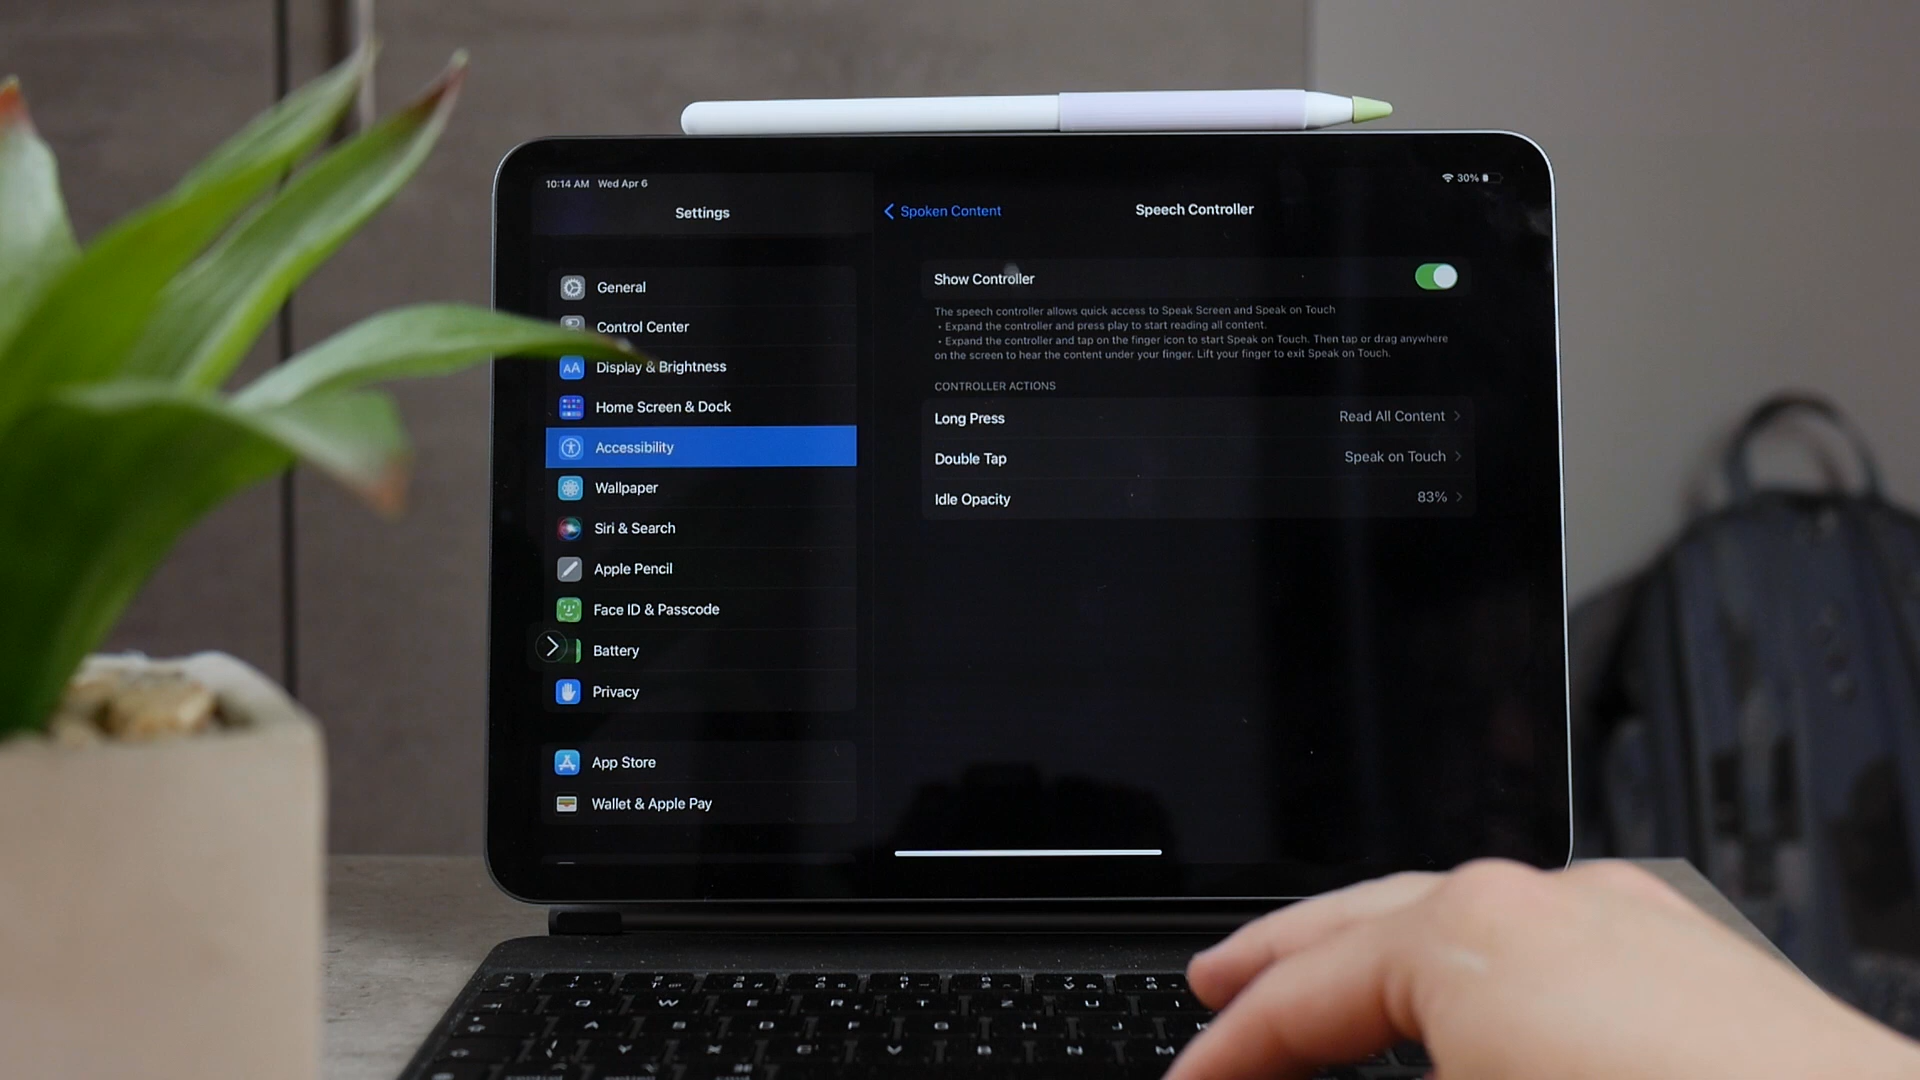 10:14 AM Wed Apr 6
30%
Settings
Spoken Content
Speech Controller
General
Control Center
Display & Brightness
Home Screen & Dock
Accessibility
Wallpaper
Siri & Search
Apple Pencil
Face ID & Passcode
Battery
Privacy
App Store
Wallet & Apple Pay
Show Controller
The speech controller allows quick access to Speak Screen and Speak on Touch
• Expand the controller and press play to start reading all content.
• Expand the controller and tap on the finger icon to start Speak on Touch. Then tap or drag anywhere
on the screen to hear the content under your finger. Lift your finger to exit Speak on Touch.
CONTROLLER ACTIONS
Long Press Read All Content
Double Tap Speak on Touch
Idle Opacity 83%
Q W E R T Z U I
A S D F G H J K
Y X C V B N M